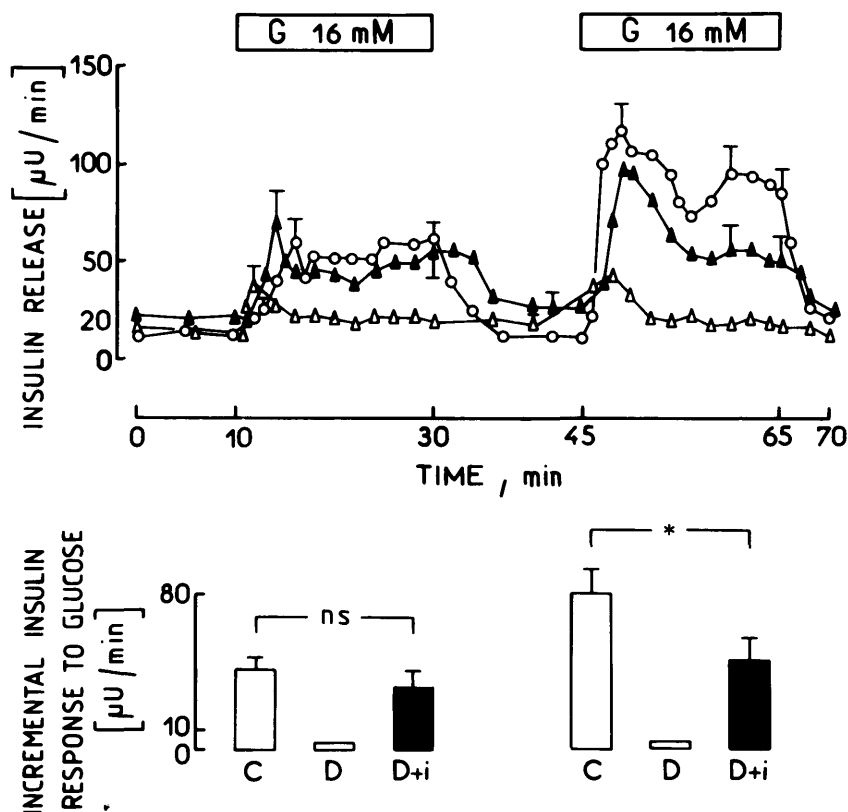 G 16 mM
G 16 mM
INSULIN RELEASE [µU / min]
150
100
50
20
0
0
10
30
45
65
70
TIME / min
INCREMENTAL INSULIN
RESPONSE TO GLUCOSE
[µU / min]
80
10
0
ns
*
C
D
D+i
C
D
D+i